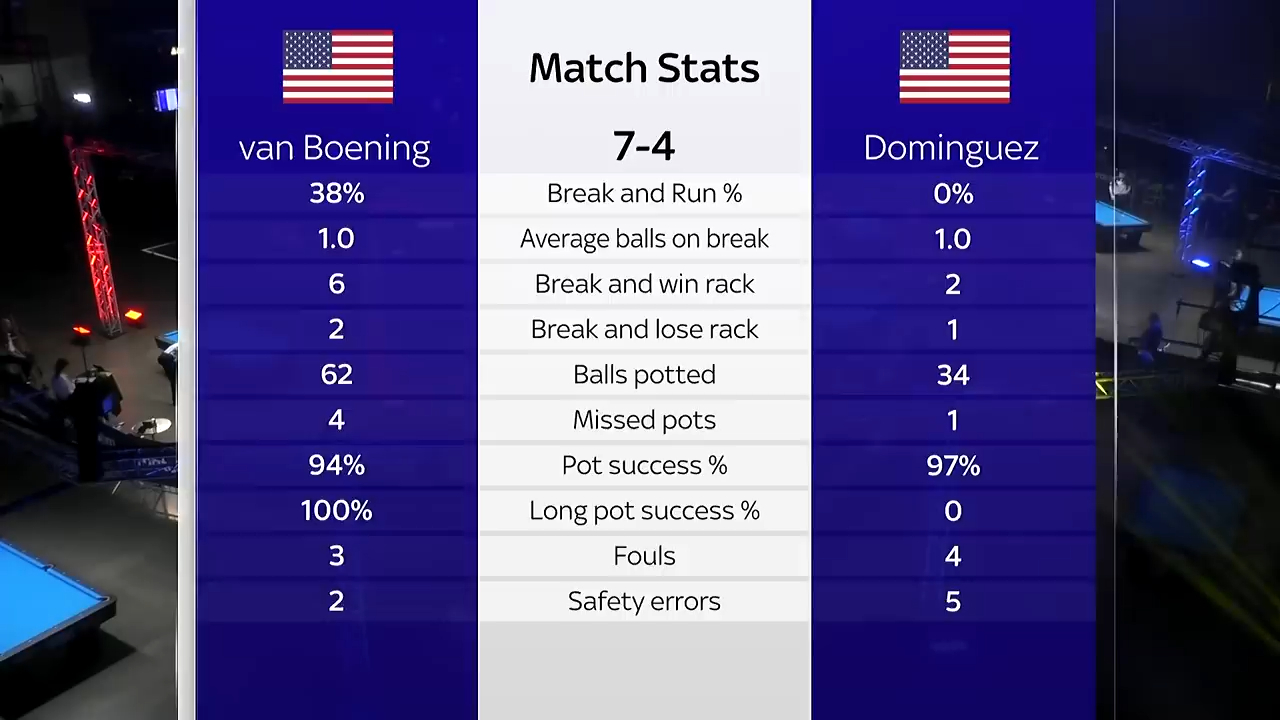 Match Stats
van Boening 7-4 Dominguez
38% Break and Run % 0%
1.0 Average balls on break 1.0
6 Break and win rack 2
2 Break and lose rack 1
62 Balls potted 34
4 Missed pots 1
94% Pot success % 97%
100% Long pot success % 0
3 Fouls 4
2 Safety errors 5